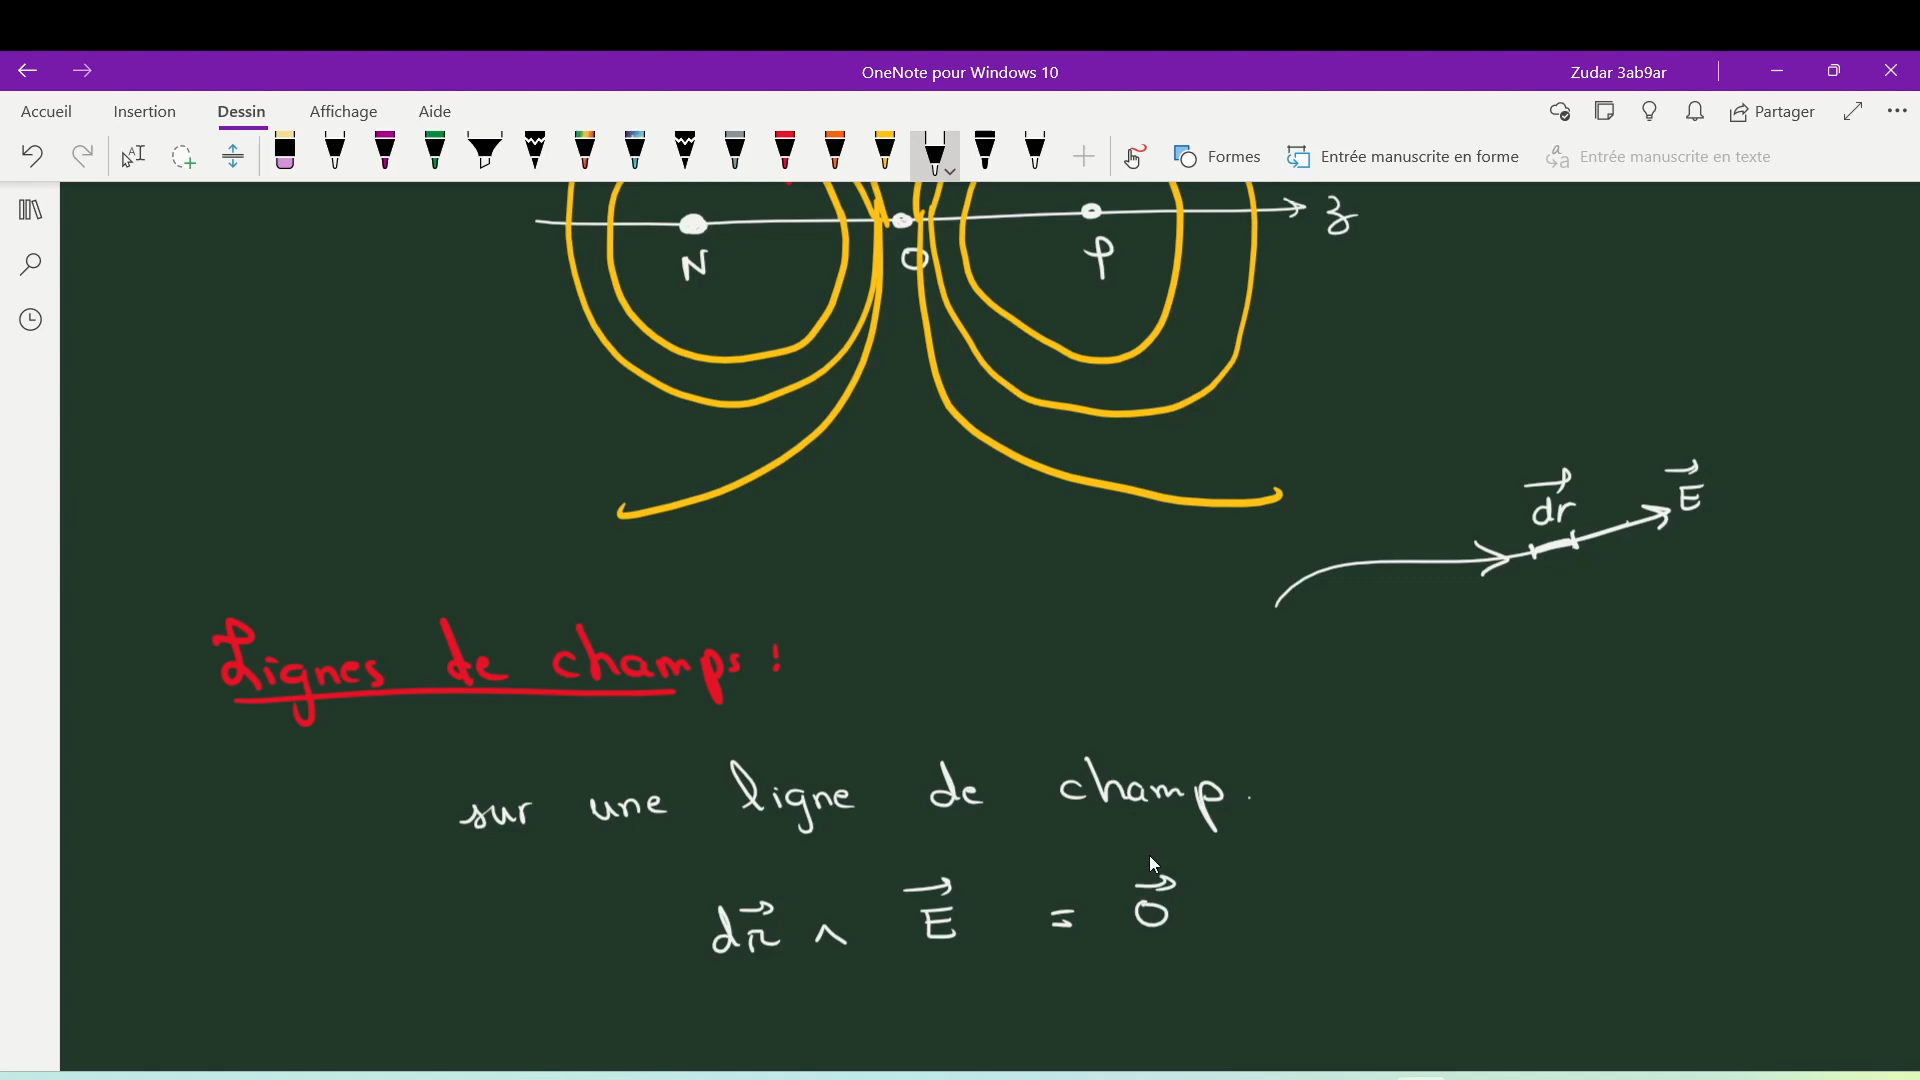 OneNote pour Windows 10
Zudar 3ab9ar
Accueil Insertion Dessin Affichage Aide
Partager
Formes Entrée manuscrite en forme Entrée manuscrite en texte
z
N O P
dr E
Lignes de champs :
sur une ligne de champ.
dr ∧ E = 0